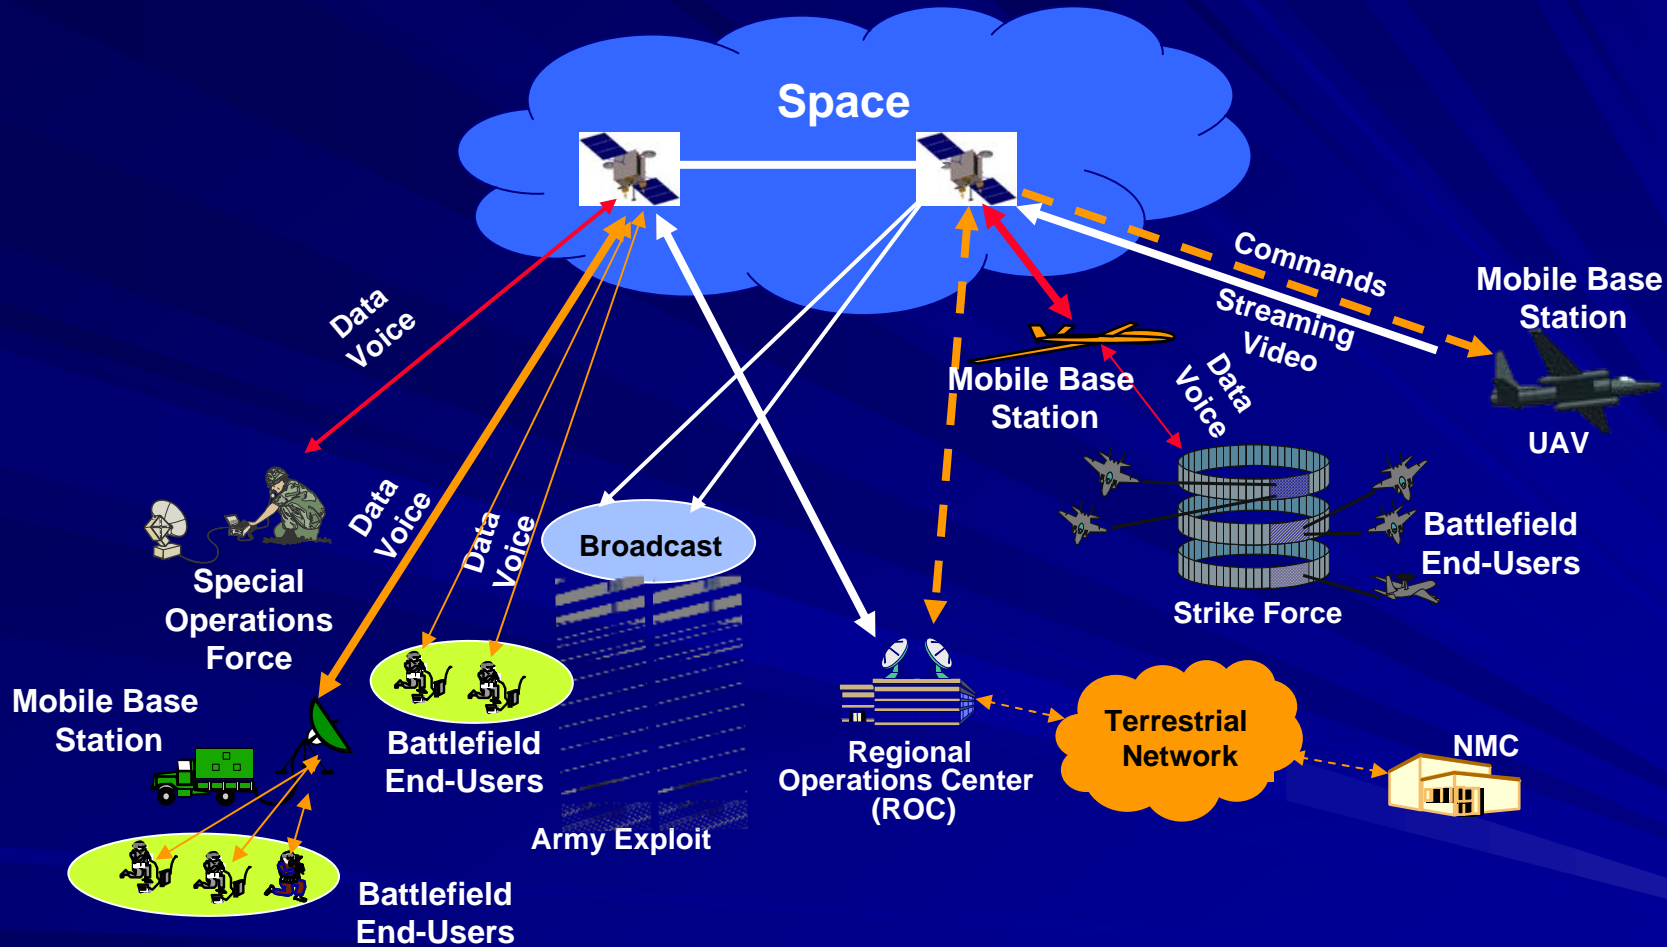 Space
Commands
Streaming
Video
Mobile Base
Station
UAV
Data
Voice
Mobile Base
Station
Data
Voice
Battlefield
End-Users
Strike Force
Data
Voice
Data
Voice
Broadcast
Special
Operations
Force
Mobile Base
Station
Battlefield
End-Users
Army Exploit
Regional
Operations Center
(ROC)
Terrestrial
Network
NMC
Battlefield
End-Users